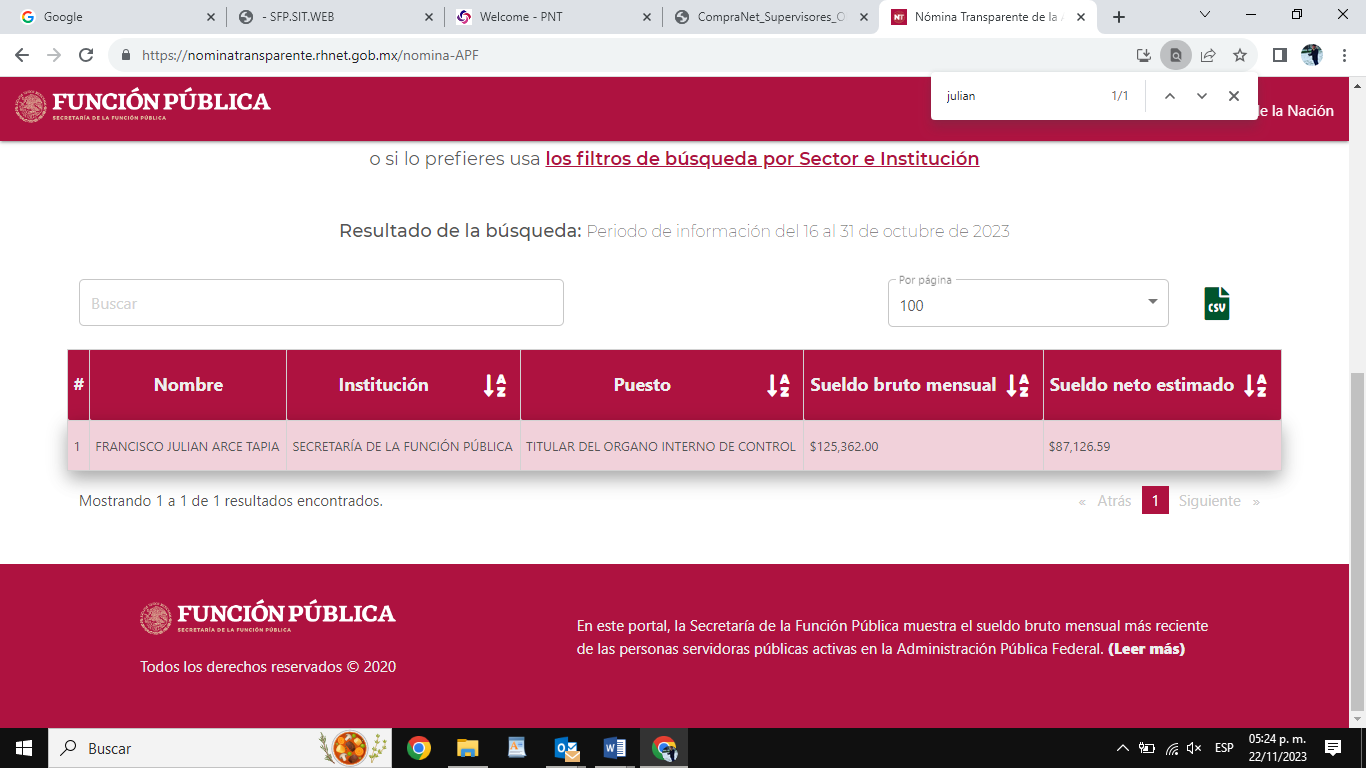 Google
- SFP.SIT.WEB
Welcome - PNT
CompraNet_Supervisores_O
Nómina Transparente de la A
https://nominatransparente.rhnet.gob.mx/nomina-APF
julian
1/1
FUNCIÓN PÚBLICA
SECRETARÍA DE LA FUNCIÓN PÚBLICA
de la Nación
o si lo prefieres usa los filtros de búsqueda por Sector e Institución
Resultado de la búsqueda: Periodo de información del 16 al 31 de octubre de 2023
Buscar
Por página
100
CSV
# Nombre Institución Puesto Sueldo bruto mensual Sueldo neto estimado
1 FRANCISCO JULIAN ARCE TAPIA SECRETARÍA DE LA FUNCIÓN PÚBLICA TITULAR DEL ORGANO INTERNO DE CONTROL $125,362.00 $87,126.59
Mostrando 1 a 1 de 1 resultados encontrados.
« Atrás 1 Siguiente »
FUNCIÓN PÚBLICA
SECRETARÍA DE LA FUNCIÓN PÚBLICA
Todos los derechos reservados © 2020
En este portal, la Secretaría de la Función Pública muestra el sueldo bruto mensual más reciente
de las personas servidoras públicas activas en la Administración Pública Federal. (Leer más)
Buscar
ESP
05:24 p. m.
22/11/2023